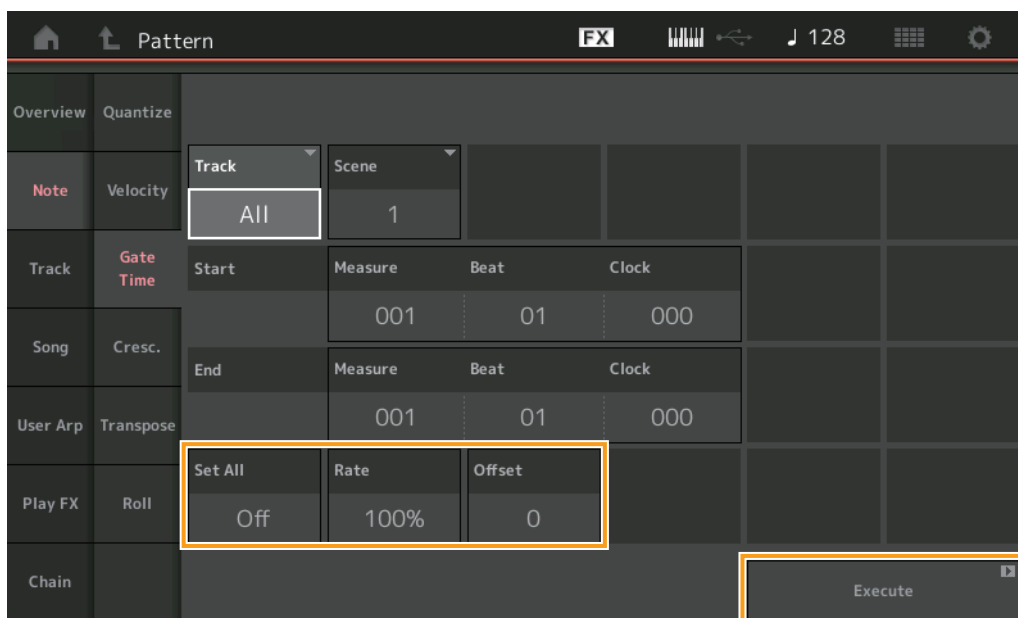 Pattern FX ♩ 128
Overview Quantize
Track Scene
Note Velocity
All 1
Track Gate Time Start Measure Beat Clock
001 01 000
Song Cresc.
End Measure Beat Clock
User Arp Transpose 001 01 000
Set All Rate Offset
Play FX Roll
Off 100% 0
Chain Execute